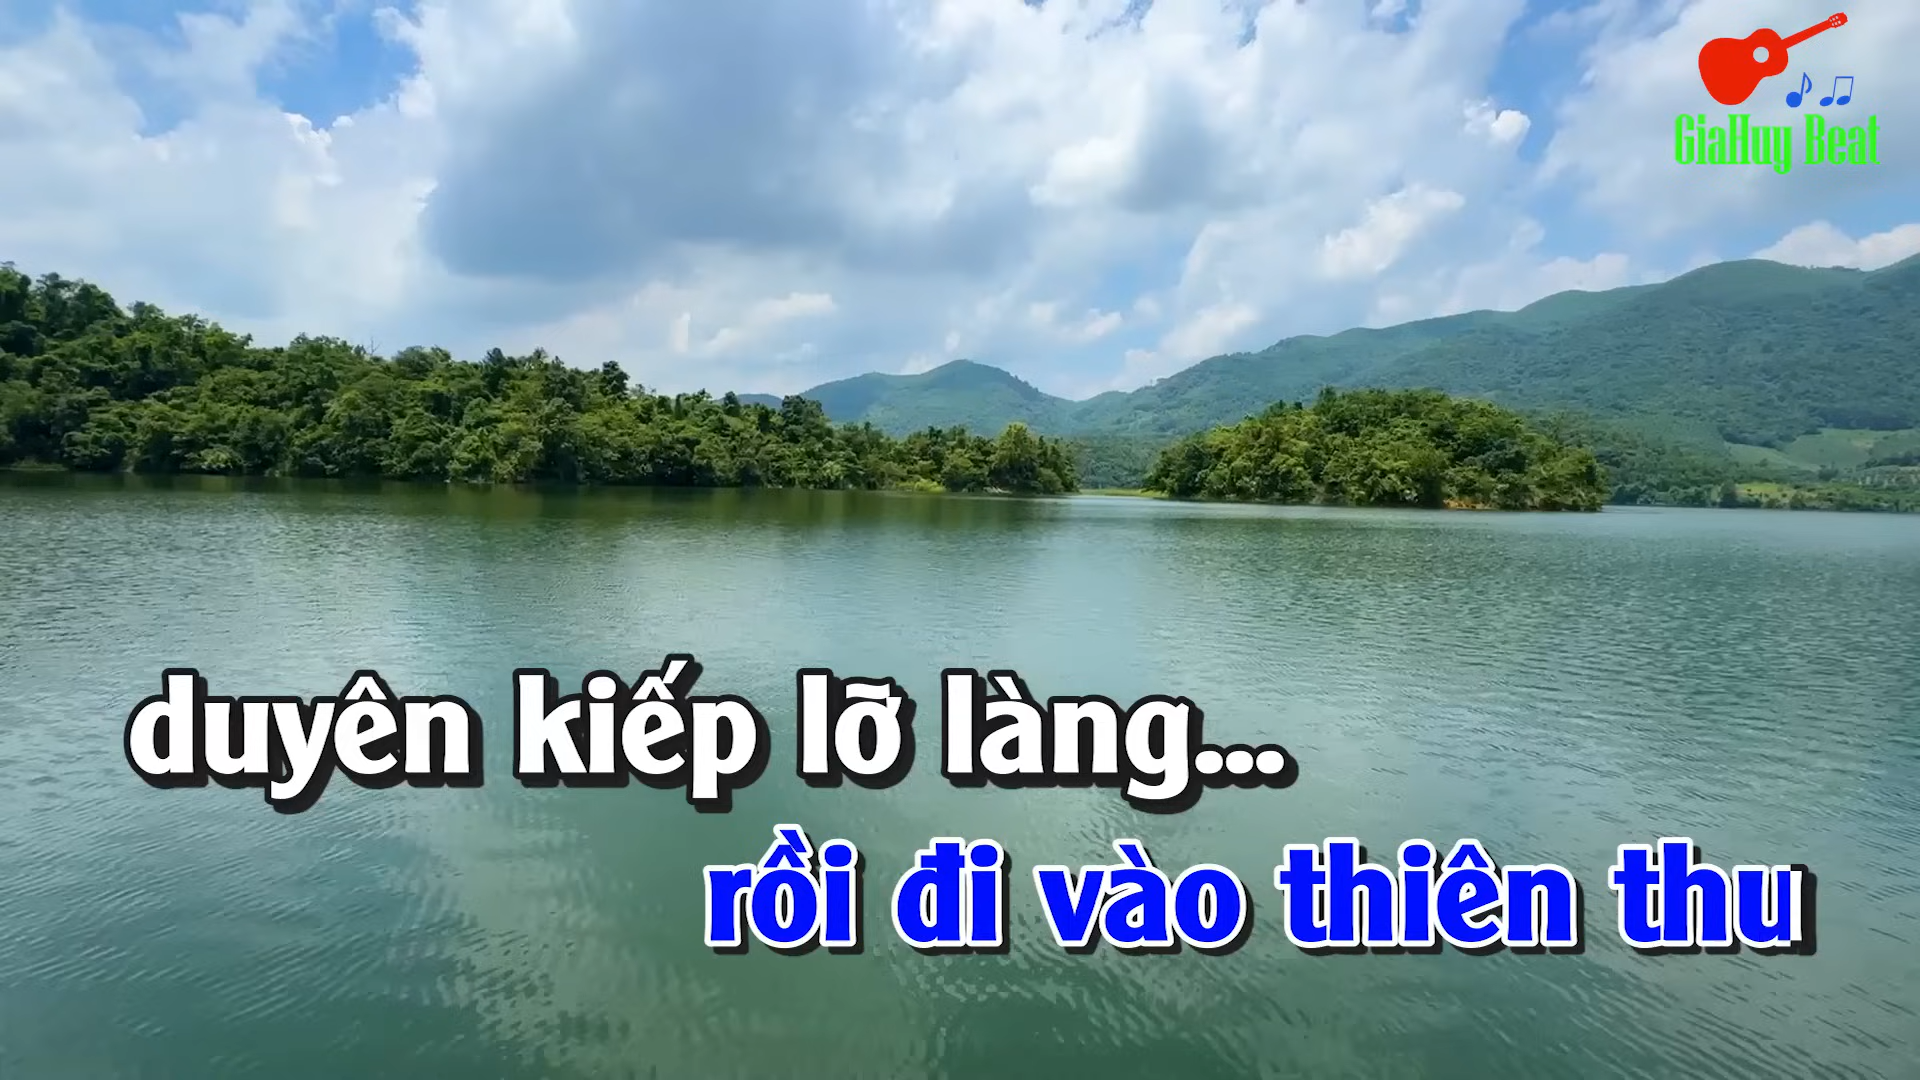 GiaHuy Beat
duyên kiếp lỡ làng...
rồi đi vào thiên thu